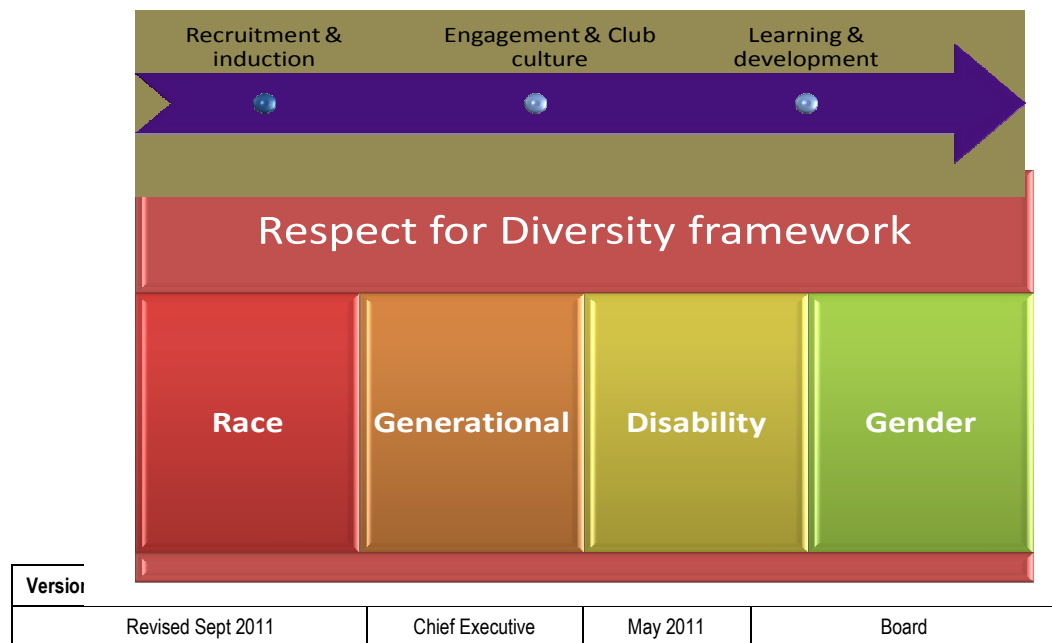 Recruitment & induction
Engagement & Club culture
Learning & development
Respect for Diversity framework
Race
Generational
Disability
Gender
Version
Revised Sept 2011 Chief Executive May 2011 Board